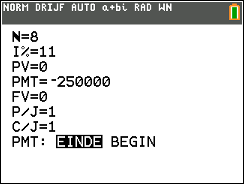 NORM DRIJF AUTO a+bi RAD WN
N=8
I%=11
PV=0
PMT=-250000
FV=0
P/J=1
C/J=1
PMT: EINDE BEGIN